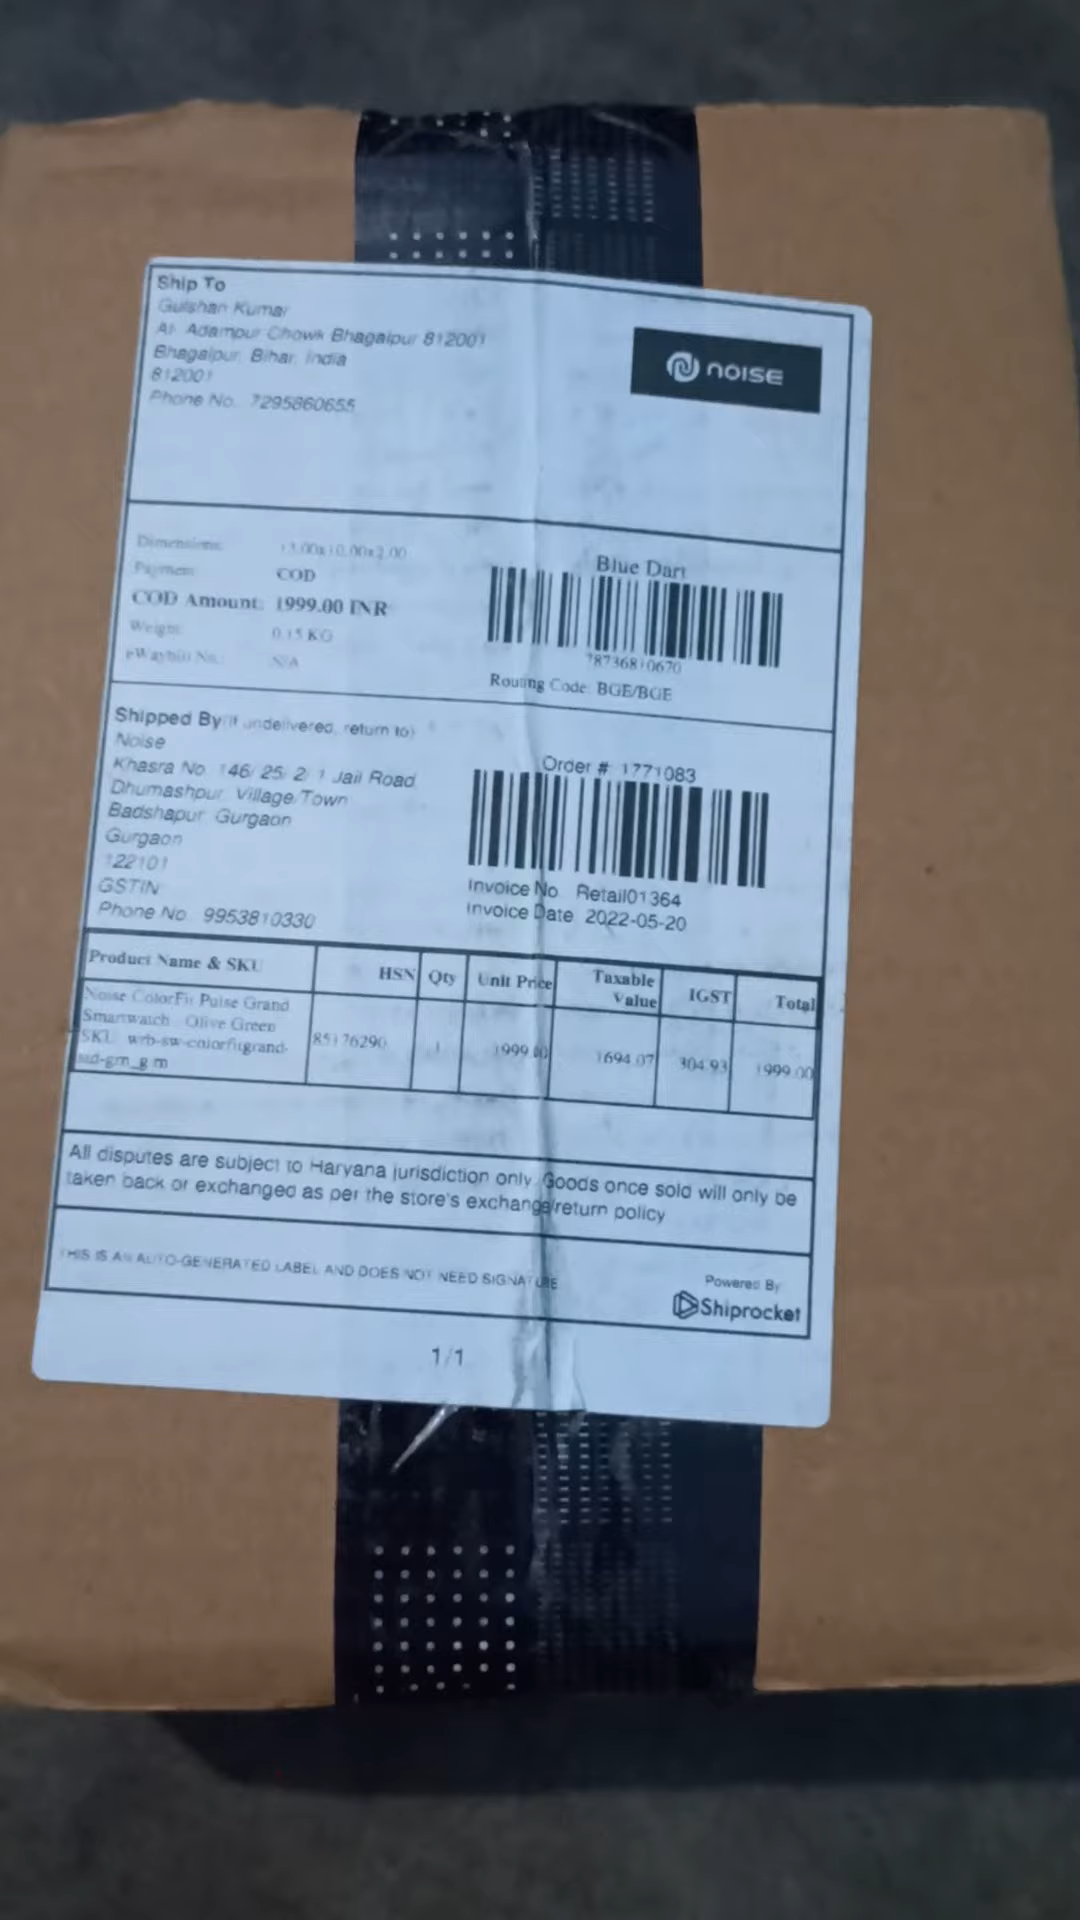 Ship To
Gulshan Kumar
At- Adampur Chowk Bhagalpur 812001
Bhagalpur, Bihar, India
812001
Phone No. 7295860655
NOISE
Dimensions: 10.00x2.00
Payment: COD
COD Amount: 1999.00 INR
Weight: 0.15 KG
eWaybill No.: N/A
Blue Dart
78736810670
Routing Code: BGE/BGE
Shipped By(If undelivered, return to)
Noise
Khasra No. 146/ 25/ 2/ 1 Jail Road
Dhumashpur, Village/Town
Badshapur, Gurgaon
Gurgaon
122101
GSTIN
Phone No. 9953810330
Order #: 1771083
Invoice No. Retail01364
Invoice Date 2022-05-20
Product Name & SKU HSN Qty Unit Price Taxable Value IGST Total
Noise ColorFit Pulse Grand
Smartwatch Olive Green
SKU: wrb-sw-colorfitgrand-
std-grn_grn
85176290 1 1999.00 1694.07 304.93 1999.00
All disputes are subject to Haryana jurisdiction only. Goods once sold will only be
taken back or exchanged as per the store's exchange/return policy
THIS IS AN AUTO-GENERATED LABEL AND DOES NOT NEED SIGNATURE
Powered By
Shiprocket
1/1